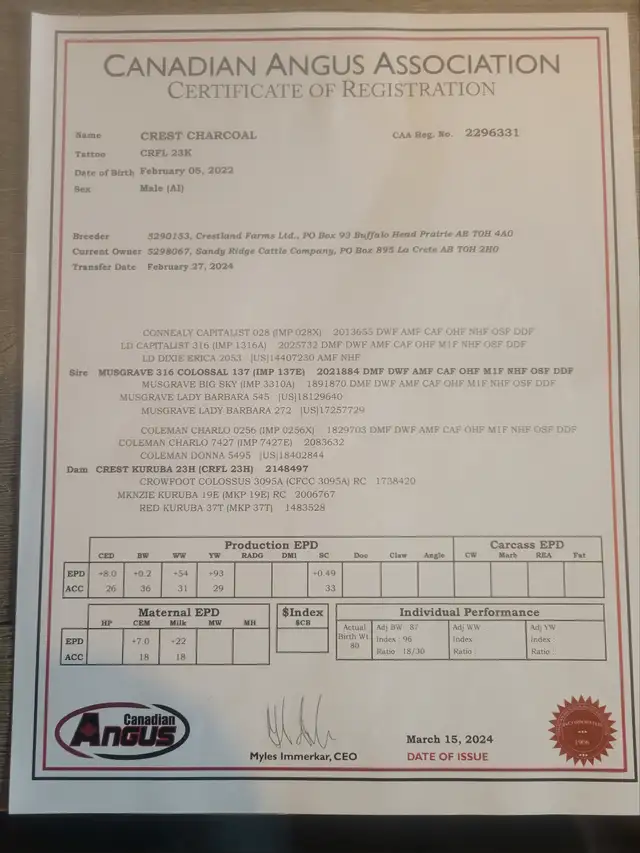 CANADIAN ANGUS ASSOCIATION
CERTIFICATE OF REGISTRATION
Name CREST CHARCOAL CAA Reg. No. 2296331
Tattoo CRFL 23K
Date of Birth February 08, 2022
Sex Male (AI)
Breeder 5290153, Crestland Farms Ltd., PO Box 93 Buffalo Head Prairie AB T0H 4A0
Current Owner 5298067, Sandy Ridge Cattle Company, PO Box 895 La Crete AB T0H 2H0
Transfer Date February 27, 2024
CONNEALY CAPITALIST 028 (IMP 028X) 2013655 DWF AMF CAF OHF NHF OSF DDF
LD CAPITALIST 316 (IMP 1316A) 2025732 DMF DWF AMF CAF OHF M1F NHF OSF DDF
LD DIXIE ERICA 2053 |US|14407230 AMF NHF
Sire MUSGRAVE 316 COLOSSAL 137 (IMP 137E) 2021884 DMF DWF AMF CAF OHF M1F NHF OSF DDF
MUSGRAVE BIG SKY (IMP 3310A) 1891870 DMF DWF AMF CAF OHF M1F NHF OSF DDF
MUSGRAVE LADY BARBARA 545 |US|18129640
MUSGRAVE LADY BARBARA 272 |US|17257729
COLEMAN CHARLO 0256 (IMP 0256X) 1829703 DMF DWF AMF CAF OHF M1F NHF OSF DDF
COLEMAN CHARLO 7427 (IMP 7427E) 2083632
COLEMAN DONNA 5495 |US|18402844
Dam CREST KURUBA 23H (CRFL 23H) 2148497
CROWFOOT COLOSSUS 3095A (CFCC 3095A) RC 1738420
MKNZIE KURUBA 19E (MKP 19E) RC 2006767
RED KURUBA 37T (MKP 37T) 1483528
Production EPD Carcass EPD
CED BW WW YW RADG DMI SC Doc Claw Angle CW Marb REA Fat
EPD +8.0 +0.2 +54 +93 +0.49
ACC 26 36 31 29 33
Maternal EPD $Index Individual Performance
HP CEM Milk MW MH $CB
Actual Birth Wt 80
Adj BW : 87 Adj WW Adj YW
Index : 96 Index Index
Ratio : 18/30 Ratio : Ratio :
EPD +7.0 +22
ACC 18 18
Canadian
Angus
Myles Immerkar, CEO
March 15, 2024
DATE OF ISSUE